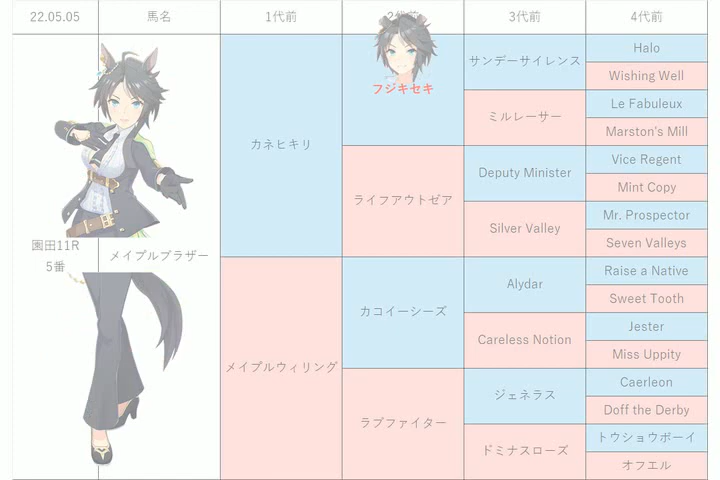 22.05.05 馬名 1代前 2代前 3代前 4代前
園田11R
5番
メイプルブラザー
カネヒキリ
フジキセキ
サンデーサイレンス
Halo
Wishing Well
ミルレーサー
Le Fabuleux
Marston's Mill
ライフアウトゼア
Deputy Minister
Vice Regent
Mint Copy
Silver Valley
Mr. Prospector
Seven Valleys
メイプルウィリング
カコイーシーズ
Alydar
Raise a Native
Sweet Tooth
Careless Notion
Jester
Miss Uppity
ラブファイター
ジェネラス
Caerleon
Doff the Derby
ドミナスローズ
トウショウボーイ
オフエル